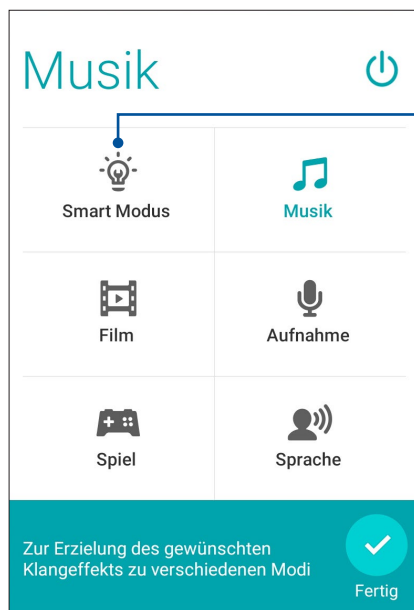 Musik
Smart Modus
Musik
Film
Aufnahme
Spiel
Sprache
Zur Erzielung des gewünschten
Klangeffekts zu verschiedenen Modi
Fertig